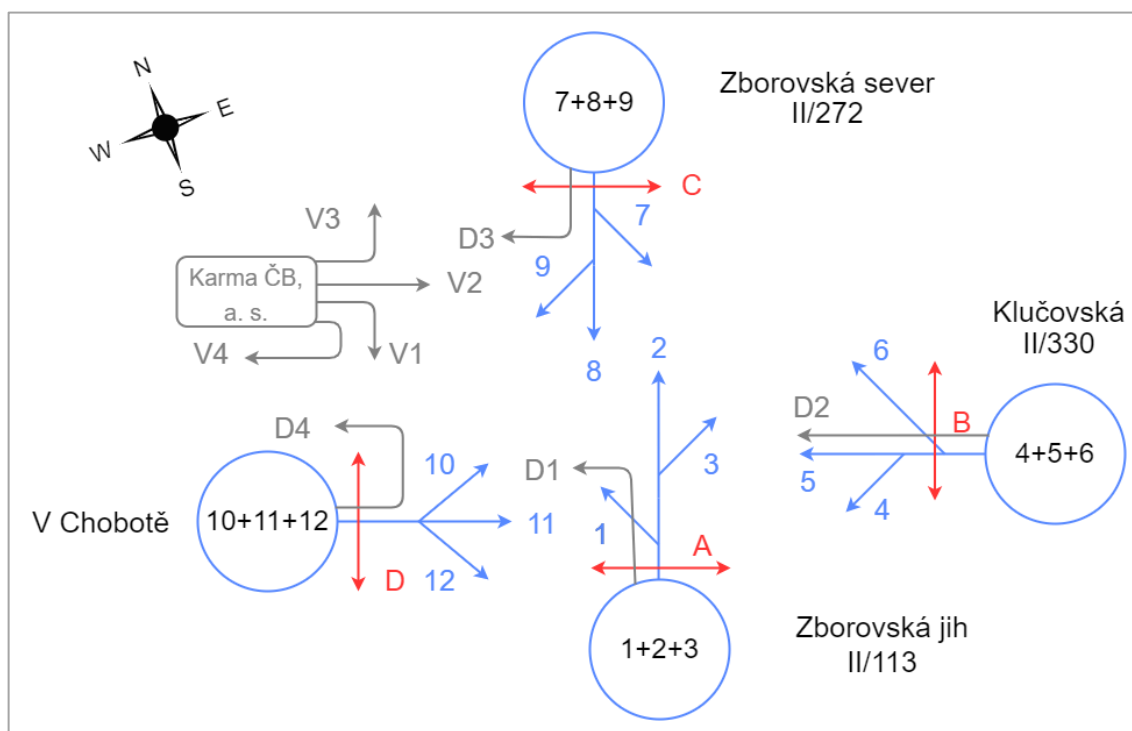 N
E
W
S
7+8+9
Zborovská sever
II/272
C
V3
7
D3
Karma ČB,
a. s.
9
V2
V4
V1
8
2
6
Klučovská
II/330
D4
D2
B
4+5+6
10
D1
3
5
4
V Chobotě
10+11+12
11
1
A
12
D
1+2+3
Zborovská jih
II/113